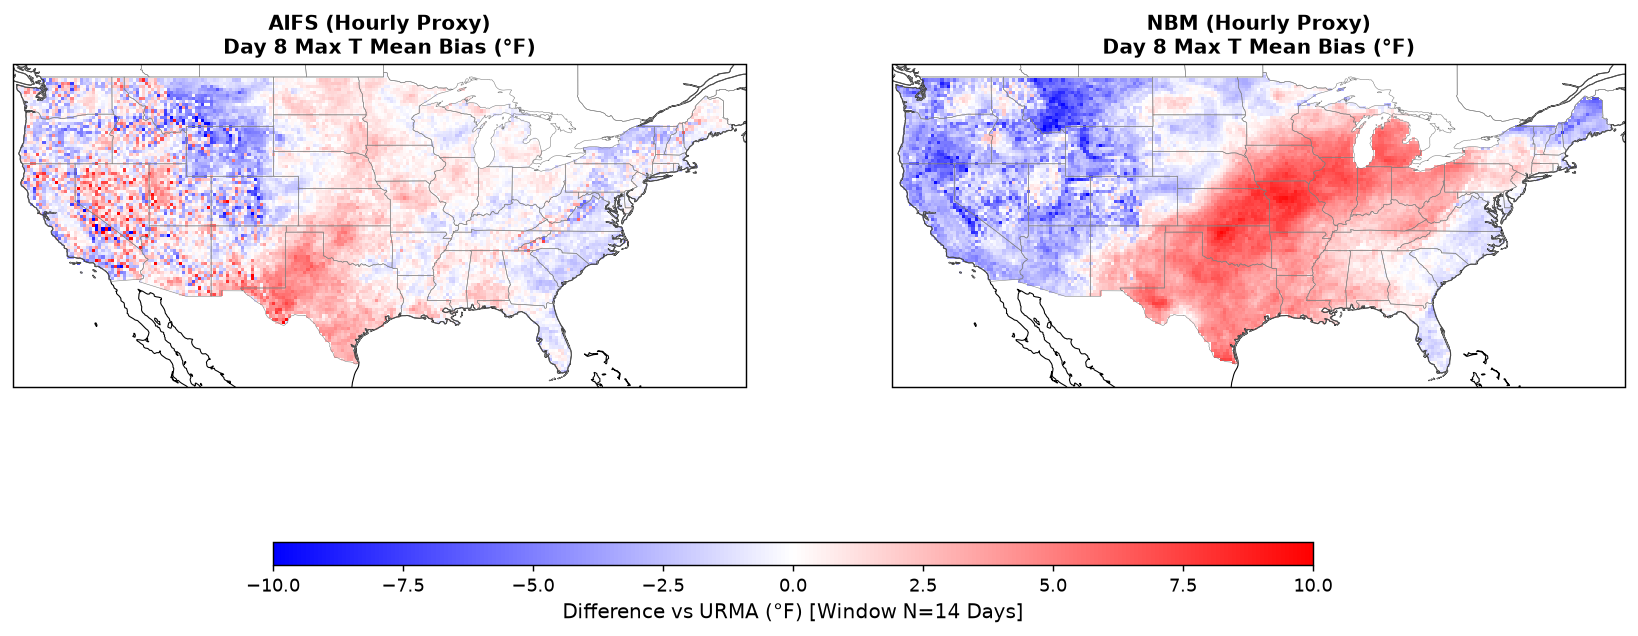 AIFS (Hourly Proxy)
Day 8 Max T Mean Bias (°F)
NBM (Hourly Proxy)
Day 8 Max T Mean Bias (°F)
−10.0 −7.5 −5.0 −2.5 0.0 2.5 5.0 7.5 10.0
Difference vs URMA (°F) [Window N=14 Days]